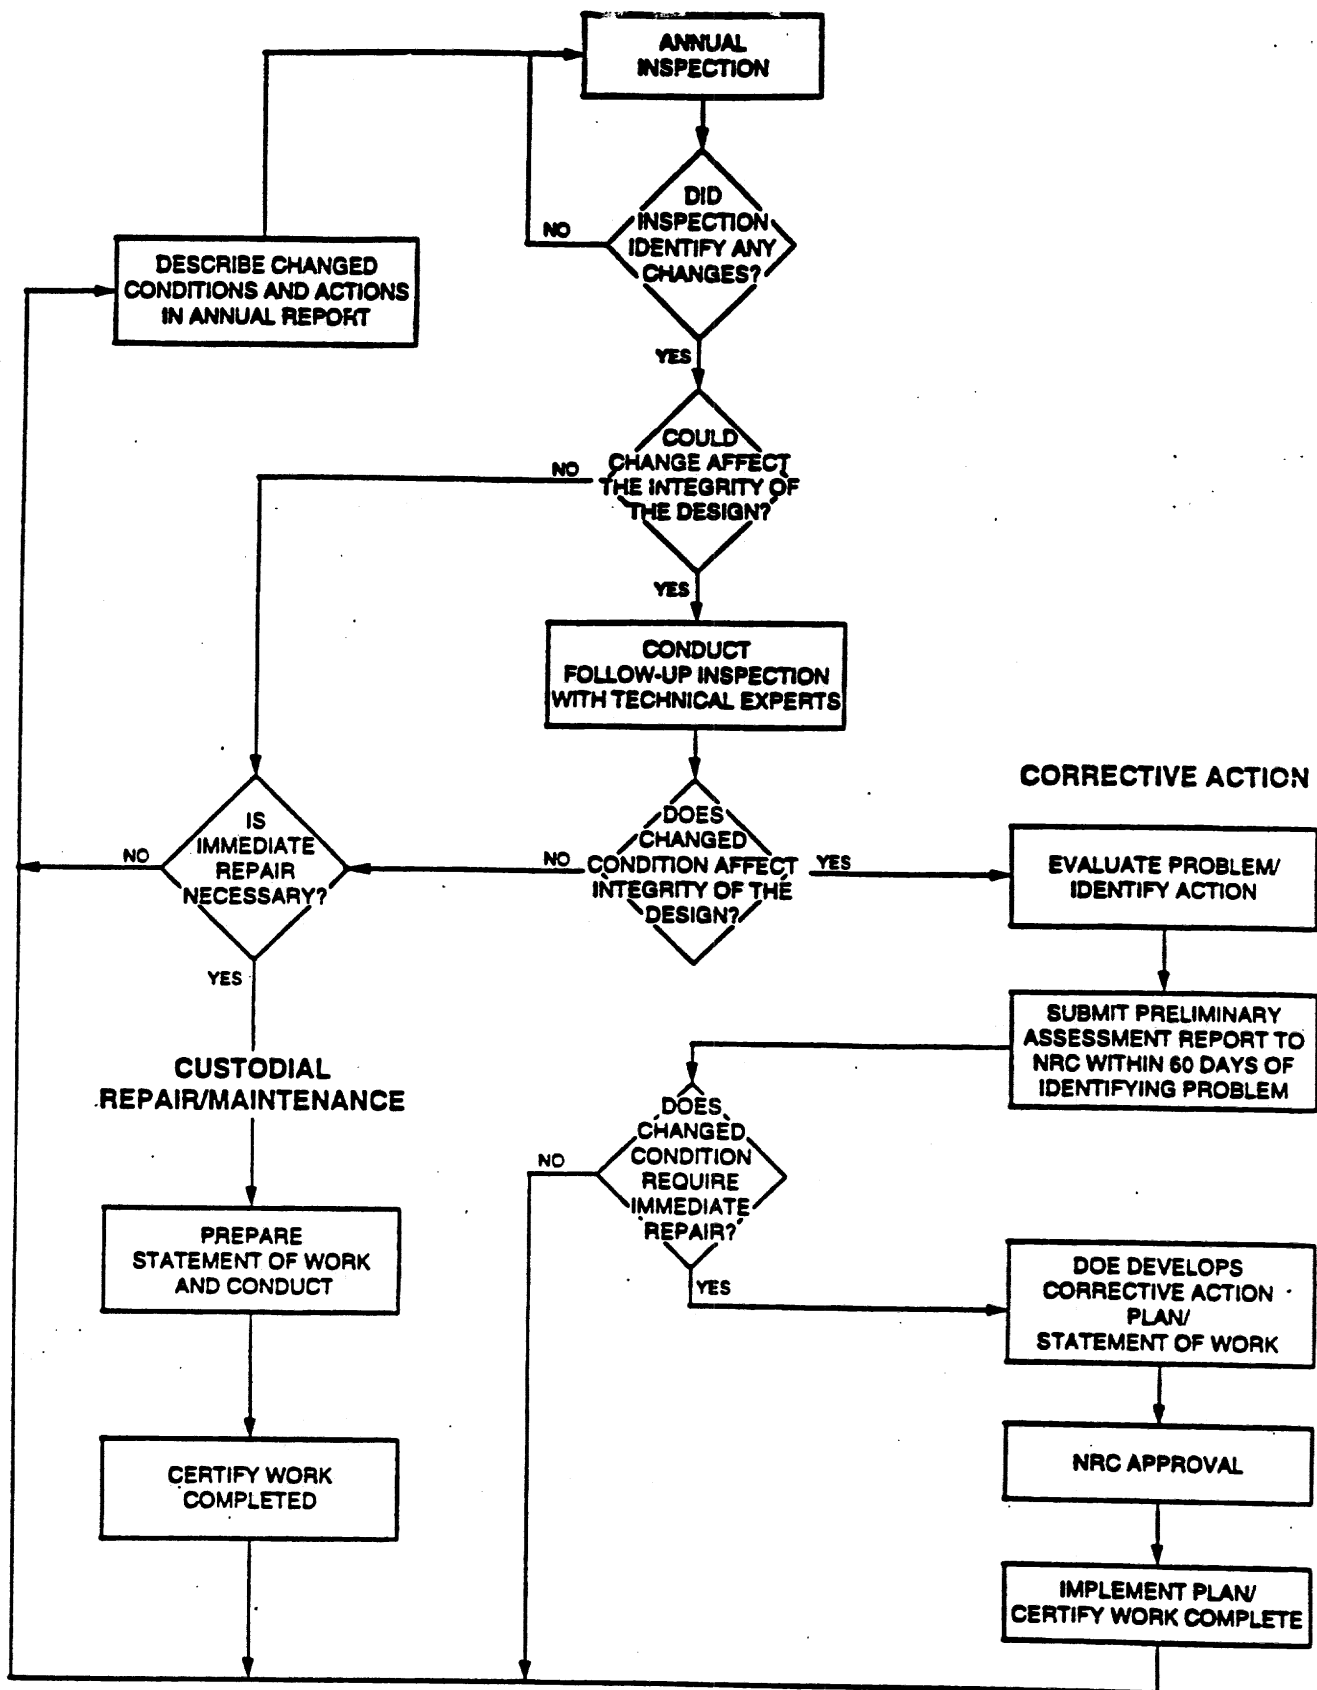 ANNUAL
INSPECTION
DID
INSPECTION
IDENTIFY ANY
CHANGES?
NO
DESCRIBE CHANGED
CONDITIONS AND ACTIONS
IN ANNUAL REPORT
YES
COULD
CHANGE AFFECT
THE INTEGRITY OF
THE DESIGN?
NO
YES
CONDUCT
FOLLOW-UP INSPECTION
WITH TECHNICAL EXPERTS
CORRECTIVE ACTION
IS
IMMEDIATE
REPAIR
NECESSARY?
NO
DOES
CHANGED
CONDITION AFFECT
INTEGRITY OF THE
DESIGN?
NO
YES
EVALUATE PROBLEM/
IDENTIFY ACTION
YES
SUBMIT PRELIMINARY
ASSESSMENT REPORT TO
NRC WITHIN 60 DAYS OF
IDENTIFYING PROBLEM
CUSTODIAL
REPAIR/MAINTENANCE
DOES
CHANGED
CONDITION
REQUIRE
IMMEDIATE
REPAIR?
NO
YES
PREPARE
STATEMENT OF WORK
AND CONDUCT
DOE DEVELOPS
CORRECTIVE ACTION
PLAN/
STATEMENT OF WORK
CERTIFY WORK
COMPLETED
NRC APPROVAL
IMPLEMENT PLAN/
CERTIFY WORK COMPLETE